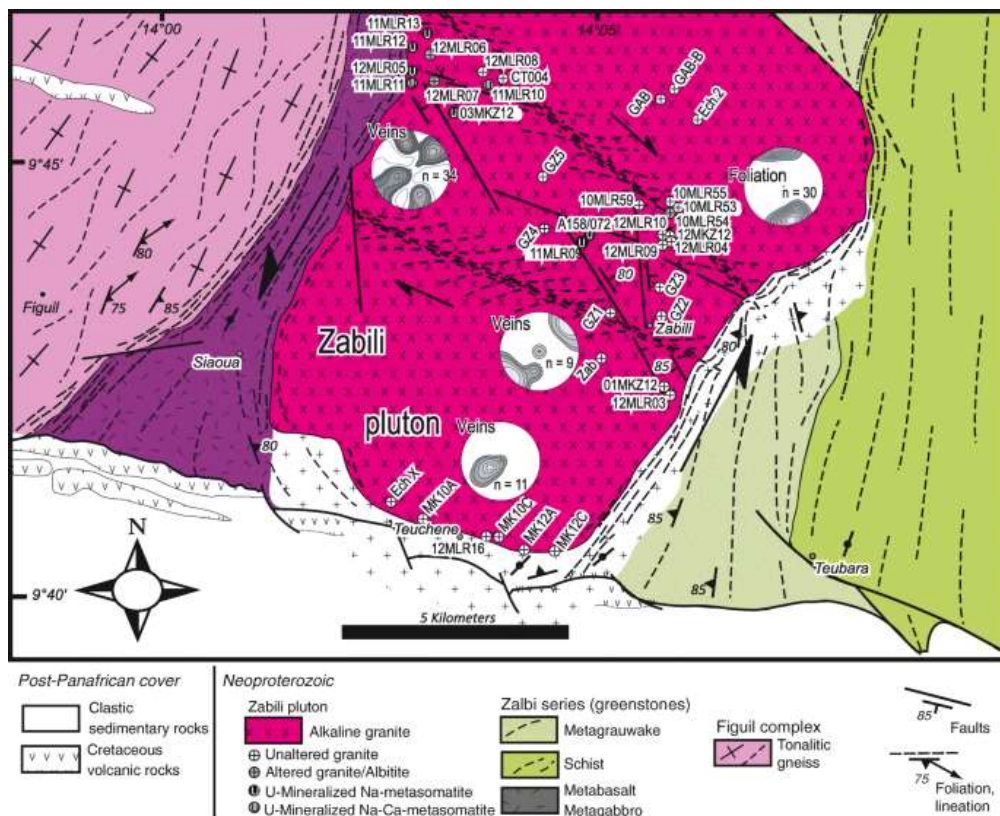 14°00
14°05
11MLR13
11MLR12
12MLR06
12MLR08
12MLR05
CT004
11MLR11
12MLR07
11MLR10
03MKZ12
GAB
GAB-B
Ech.2
9°45'
Veins
n = 34
GZ5
Foliation
n = 30
10MLR59
10MLR55
10MLR53
A158/072
12MLR10
10MLR54
GZ4
12MKZ12
11MLR09
12MLR09
12MLR04
80
80
Figuil
75
85
GZ3
GZ2
GZ1
Zabili
Siaoua
Zabili
Veins
n = 9
80
Zab
85
01MKZ12
12MLR03
pluton
Veins
80
n = 11
Ech.X
MK10A
MK10C
MK12A
MK12C
85
Teuchene
12MLR16
Teubara
N
85
9°40'
5 Kilometers
Post-Panafrican cover
Clastic
sedimentary rocks
Cretaceous
volcanic rocks
Neoproterozoic
Zabili pluton
Alkaline granite
Unaltered granite
Altered granite/Albitite
U-Mineralized Na-metasomatite
U-Mineralized Na-Ca-metasomatite
Zalbi series (greenstones)
Metagrauwake
Schist
Metabasalt
Metagabbro
Figuil complex
Tonalitic
gneiss
85
Faults
75
Foliation,
lineation